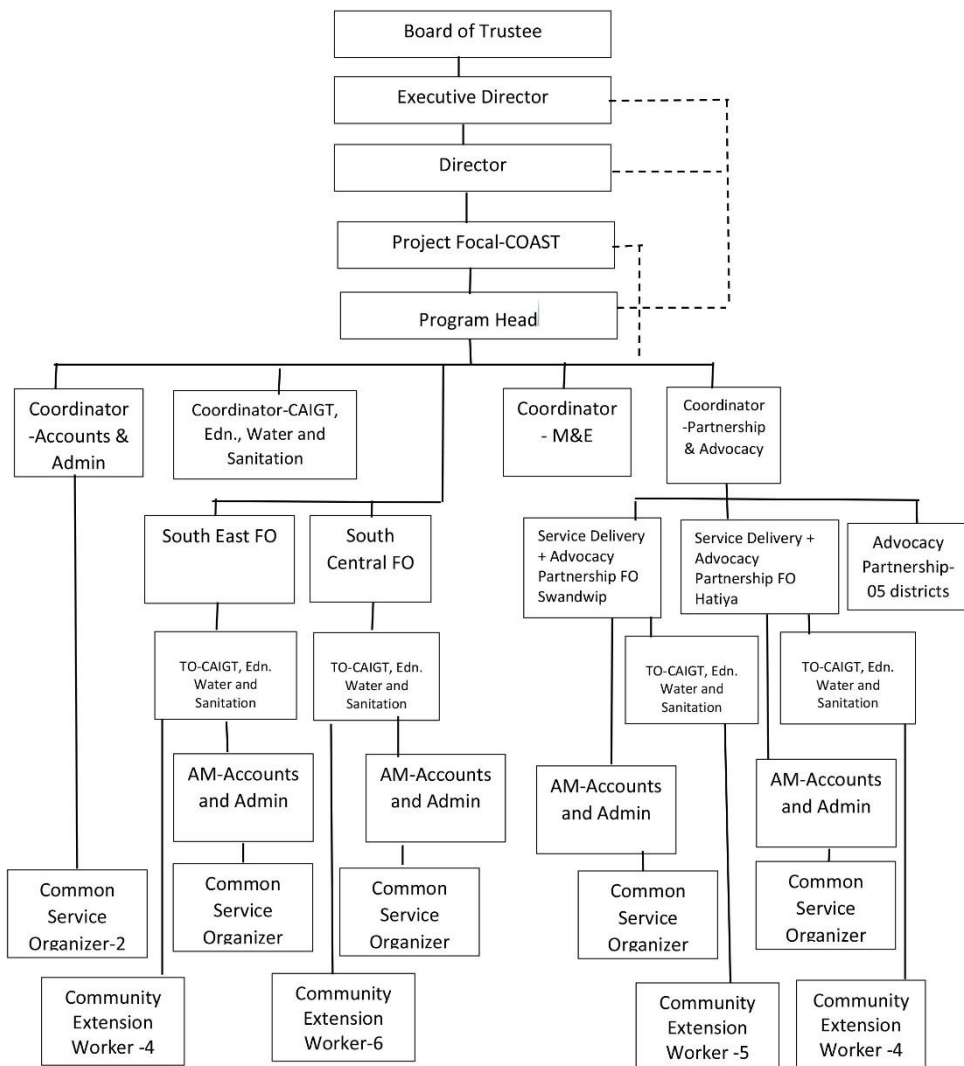 Board of Trustee
Executive Director
Director
Project Focal-COAST
Program Head
Coordinator
-Accounts &
Admin
Coordinator-CAIGT,
Edn., Water and
Sanitation
Coordinator
- M&E
Coordinator
-Partnership
& Advocacy
South East FO
South
Central FO
Service Delivery
+ Advocacy
Partnership FO
Swandwip
Service Delivery +
Advocacy
Partnership FO
Hatiya
Advocacy
Partnership-
05 districts
TO-CAIGT, Edn.
Water and
Sanitation
TO-CAIGT, Edn.
Water and
Sanitation
TO-CAIGT, Edn.
Water and
Sanitation
TO-CAIGT, Edn.
Water and
Sanitation
AM-Accounts
and Admin
AM-Accounts
and Admin
AM-Accounts
and Admin
AM-Accounts
and Admin
Common
Service
Organizer-2
Common
Service
Organizer
Common
Service
Organizer
Common
Service
Organizer
Common
Service
Organizer
Community
Extension
Worker -4
Community
Extension
Worker-6
Community
Extension
Worker -5
Community
Extension
Worker -4